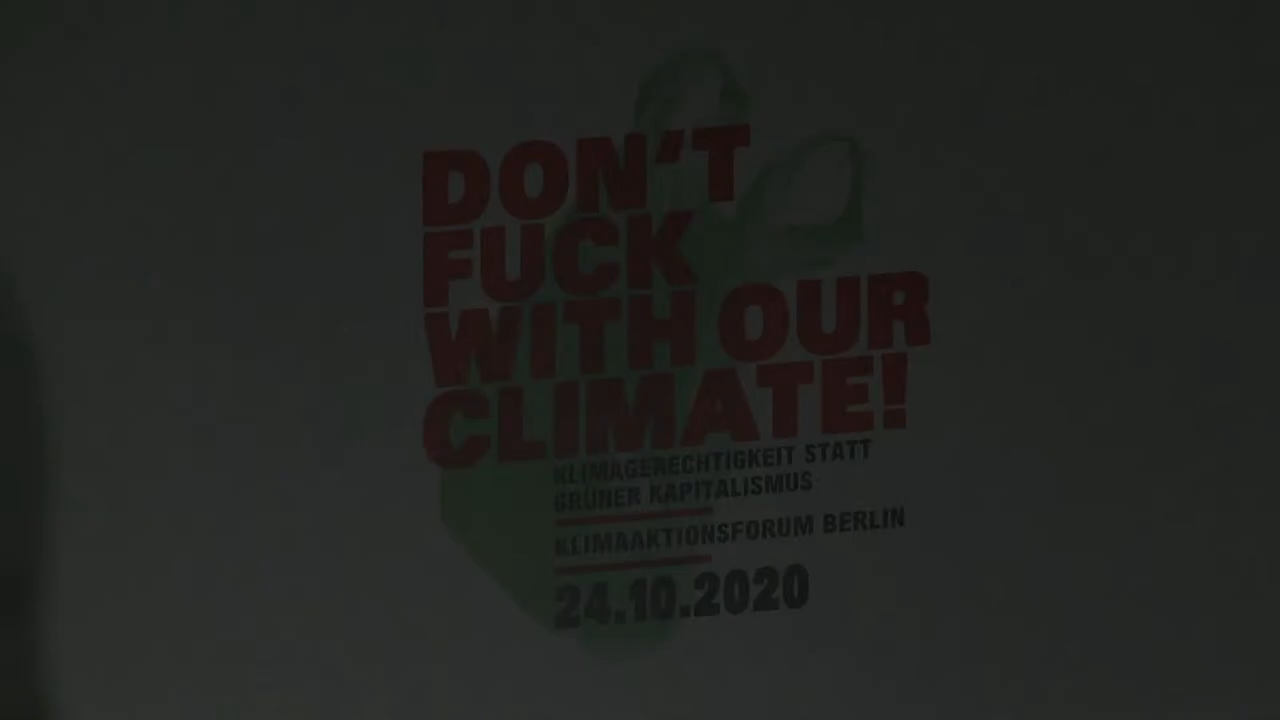 DON'T
FUCK
WITH OUR
CLIMATE!
KLIMAGERECHTIGKEIT STATT
GRÜNER KAPITALISMUS
KLIMAAKTIONSFORUM BERLIN
24.10.2020